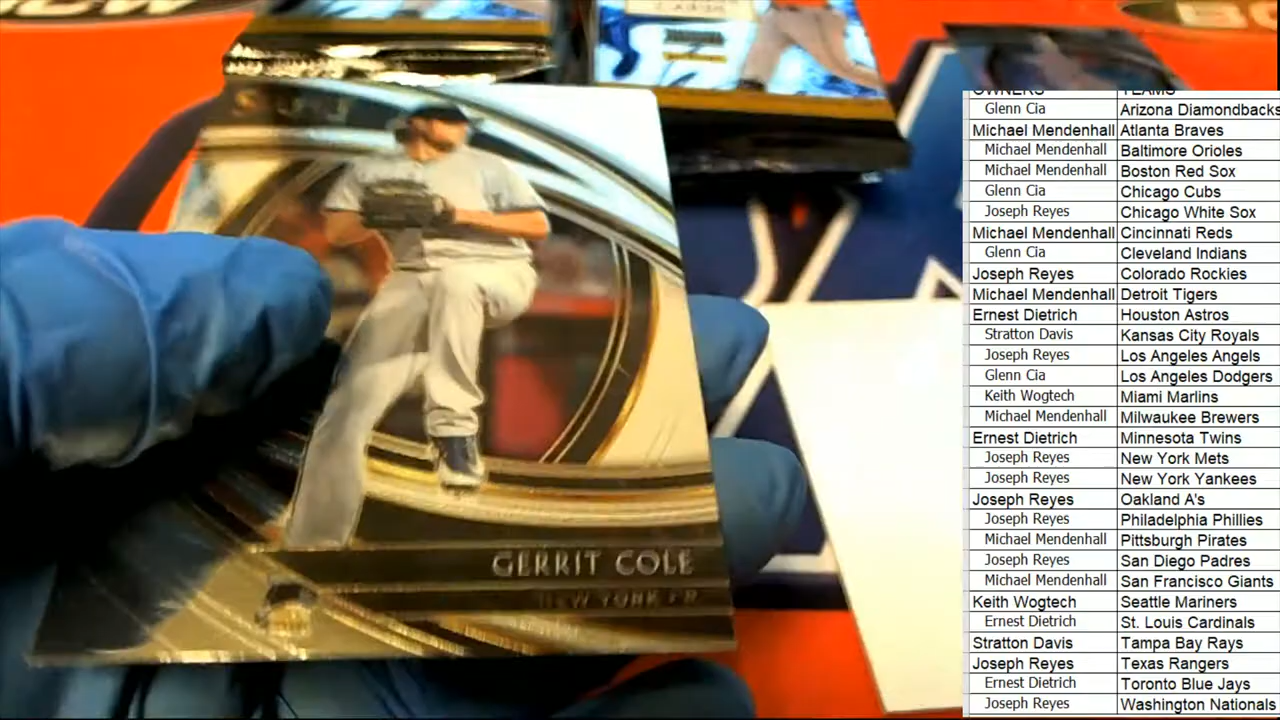 OWNERS TEAMS
Glenn Cia Arizona Diamondbacks
Michael Mendenhall Atlanta Braves
Michael Mendenhall Baltimore Orioles
Michael Mendenhall Boston Red Sox
Glenn Cia Chicago Cubs
Joseph Reyes Chicago White Sox
Michael Mendenhall Cincinnati Reds
Glenn Cia Cleveland Indians
Joseph Reyes Colorado Rockies
Michael Mendenhall Detroit Tigers
Ernest Dietrich Houston Astros
Stratton Davis Kansas City Royals
Joseph Reyes Los Angeles Angels
Glenn Cia Los Angeles Dodgers
Keith Wogtech Miami Marlins
Michael Mendenhall Milwaukee Brewers
Ernest Dietrich Minnesota Twins
Joseph Reyes New York Mets
Joseph Reyes New York Yankees
Joseph Reyes Oakland A's
Joseph Reyes Philadelphia Phillies
Michael Mendenhall Pittsburgh Pirates
Joseph Reyes San Diego Padres
Michael Mendenhall San Francisco Giants
Keith Wogtech Seattle Mariners
Ernest Dietrich St. Louis Cardinals
Stratton Davis Tampa Bay Rays
Joseph Reyes Texas Rangers
Ernest Dietrich Toronto Blue Jays
Joseph Reyes Washington Nationals
GERRIT COLE
NEW YORK